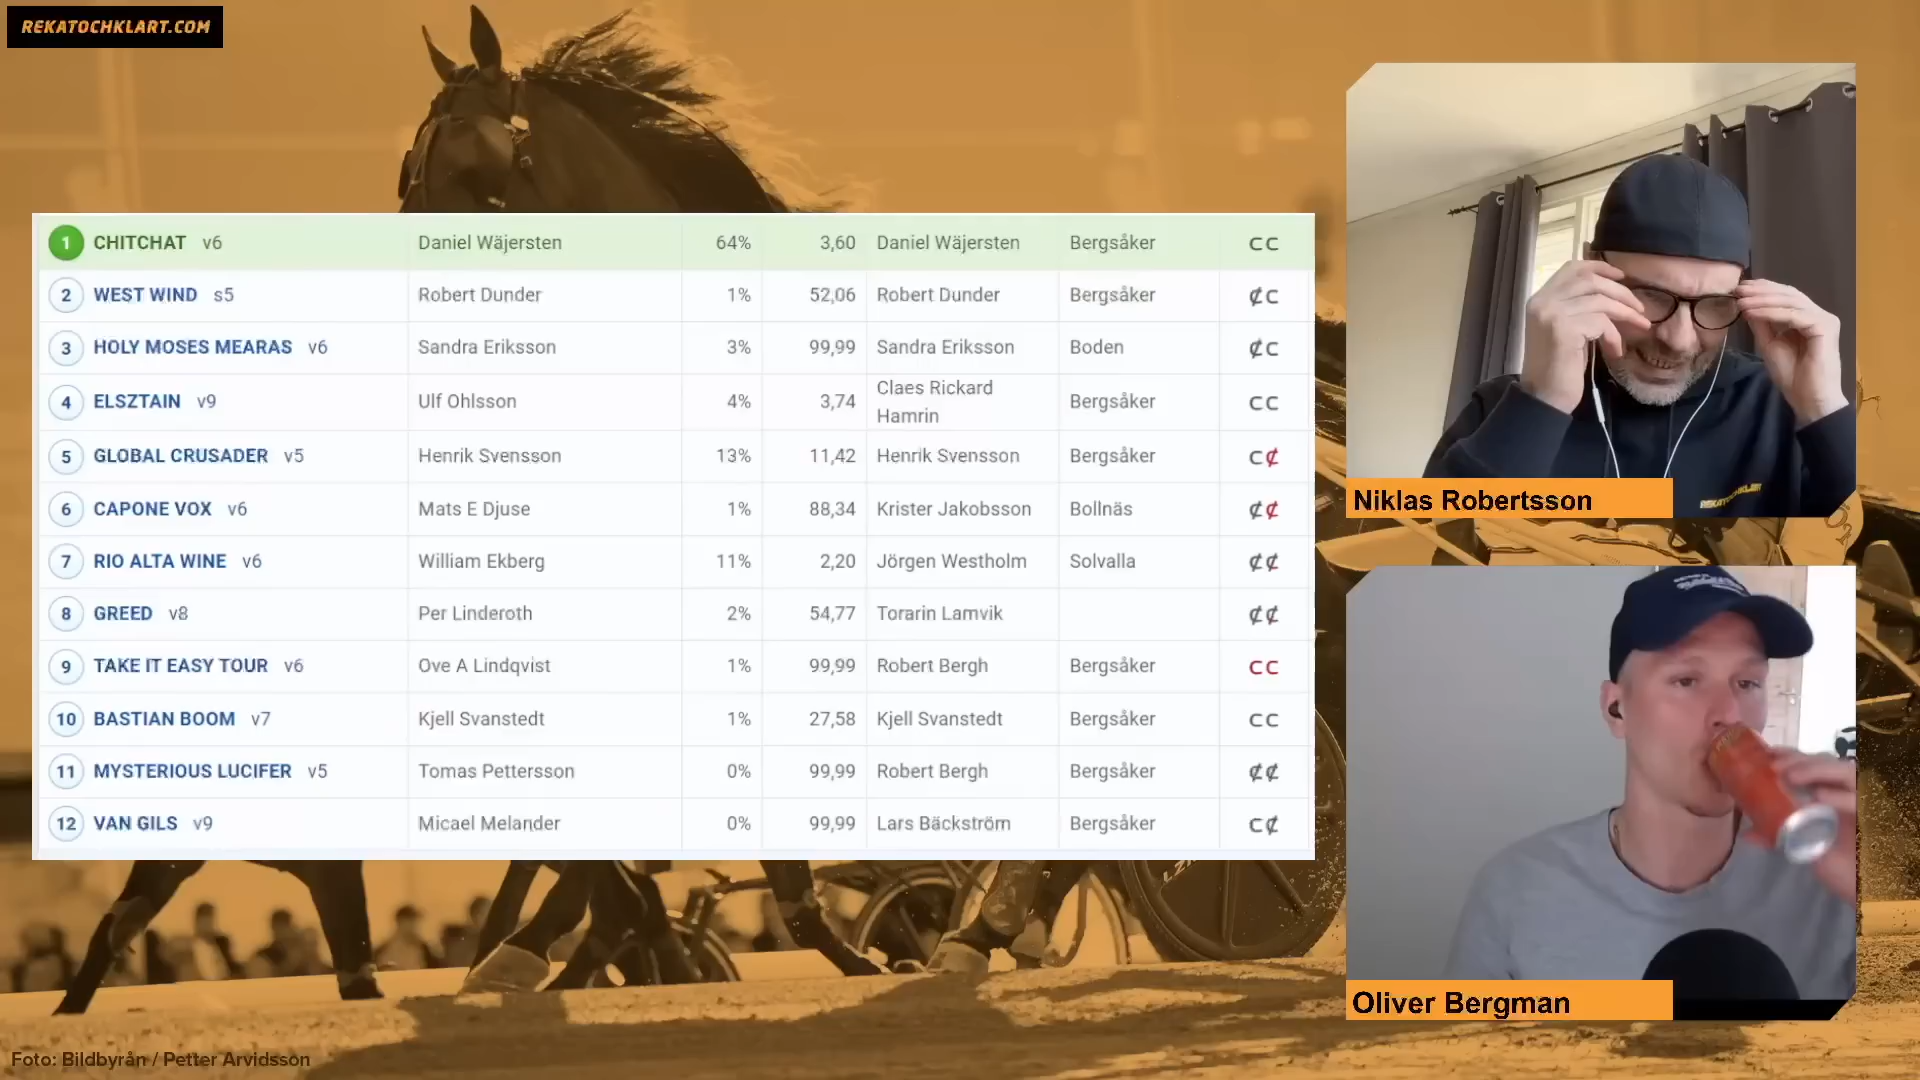 REKATOCHKLART.COM
1 CHITCHAT v6 Daniel Wäjersten 64% 3,60 Daniel Wäjersten Bergsåker C C
2 WEST WIND s5 Robert Dunder 1% 52,06 Robert Dunder Bergsåker ₵ C
3 HOLY MOSES MEARAS v6 Sandra Eriksson 3% 99,99 Sandra Eriksson Boden ₵ C
4 ELSZTAIN v9 Ulf Ohlsson 4% 3,74 Claes Rickard Hamrin Bergsåker C C
5 GLOBAL CRUSADER v5 Henrik Svensson 13% 11,42 Henrik Svensson Bergsåker C ₵
6 CAPONE VOX v6 Mats E Djuse 1% 88,34 Krister Jakobsson Bollnäs ₵ ₵
7 RIO ALTA WINE v6 William Ekberg 11% 2,20 Jörgen Westholm Solvalla ₵ ₵
8 GREED v8 Per Linderoth 2% 54,77 Torarin Lamvik ₵ ₵
9 TAKE IT EASY TOUR v6 Ove A Lindqvist 1% 99,99 Robert Bergh Bergsåker C C
10 BASTIAN BOOM v7 Kjell Svanstedt 1% 27,58 Kjell Svanstedt Bergsåker C C
11 MYSTERIOUS LUCIFER v5 Tomas Pettersson 0% 99,99 Robert Bergh Bergsåker ₵ ₵
12 VAN GILS v9 Micael Melander 0% 99,99 Lars Bäckström Bergsåker C ₵
REKATOCHKLART
Niklas Robertsson
Oliver Bergman
Foto: Bildbyrån / Petter Arvidsson